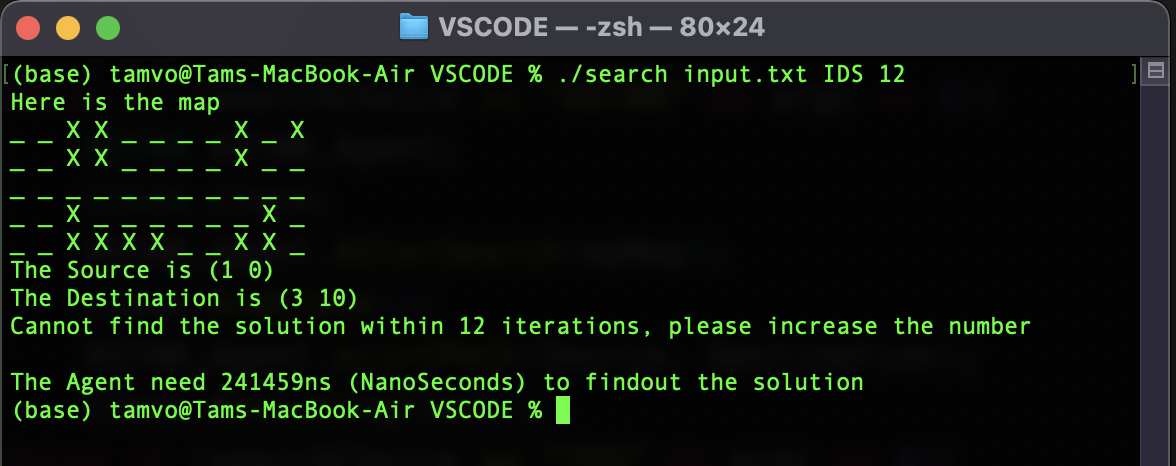 VSCODE — -zsh — 80×24
[(base) tamvo@Tams-MacBook-Air VSCODE % ./search input.txt IDS 12 ]
Here is the map
_ _ X X _ _ _ _ X _ X
_ _ X X _ _ _ _ X _ _
_ _ _ _ _ _ _ _ _ _ _
_ _ X _ _ _ _ _ _ X _
_ _ X X X X _ _ X X _
The Source is (1 0)
The Destination is (3 10)
Cannot find the solution within 12 iterations, please increase the number

The Agent need 241459ns (NanoSeconds) to findout the solution
(base) tamvo@Tams-MacBook-Air VSCODE %